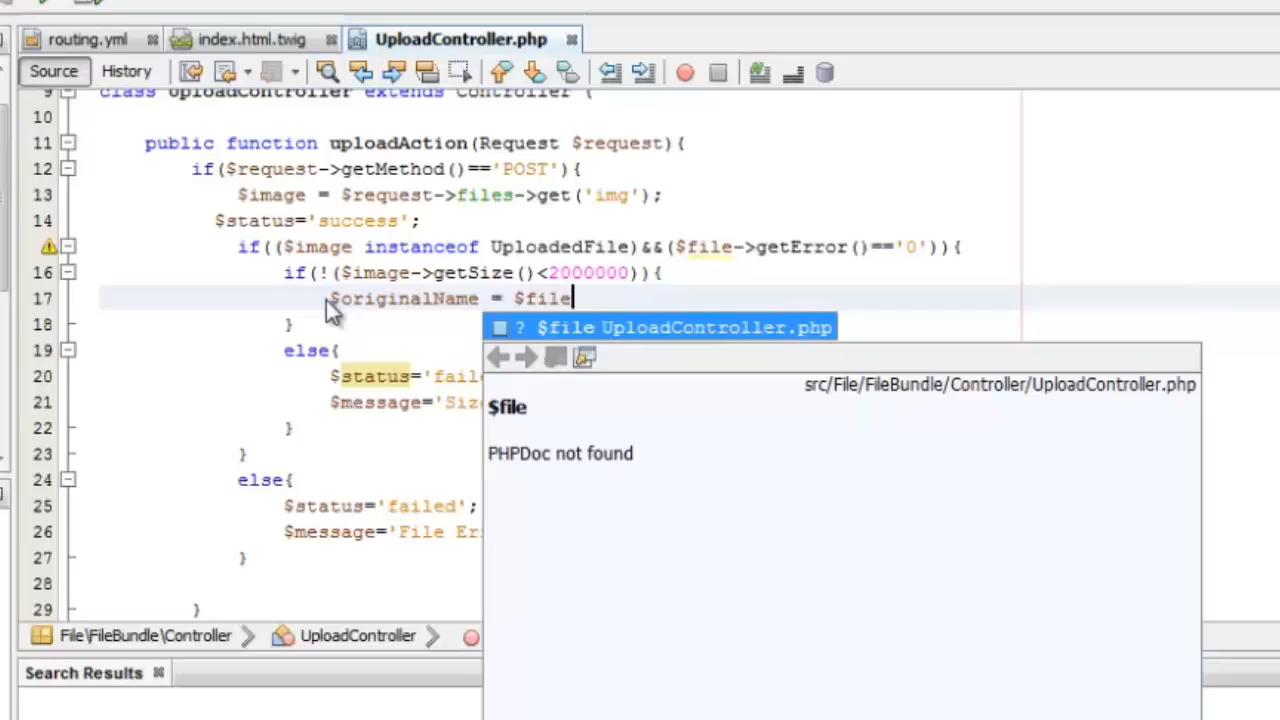 routing.yml index.html.twig UploadController.php
Source History
9 class UploadController extends Controller {
10
11 public function uploadAction(Request $request){
12 if($request->getMethod()=='POST'){
13 $image = $request->files->get('img');
14 $status='success';
if(($image instanceof UploadedFile)&&($file->getError()=='0')){
16 if(!($image->getSize()<2000000)){
17 $originalName = $file
18 }
? $file UploadController.php
19 else{
20 $status='fail
src/File/FileBundle/Controller/UploadController.php
21 $message='Siz
$file
22 }
23 }
PHPDoc not found
24 else{
25 $status='failed';
26 $message='File Er
27 }
28
29 }
File\FileBundle\Controller UploadController
Search Results